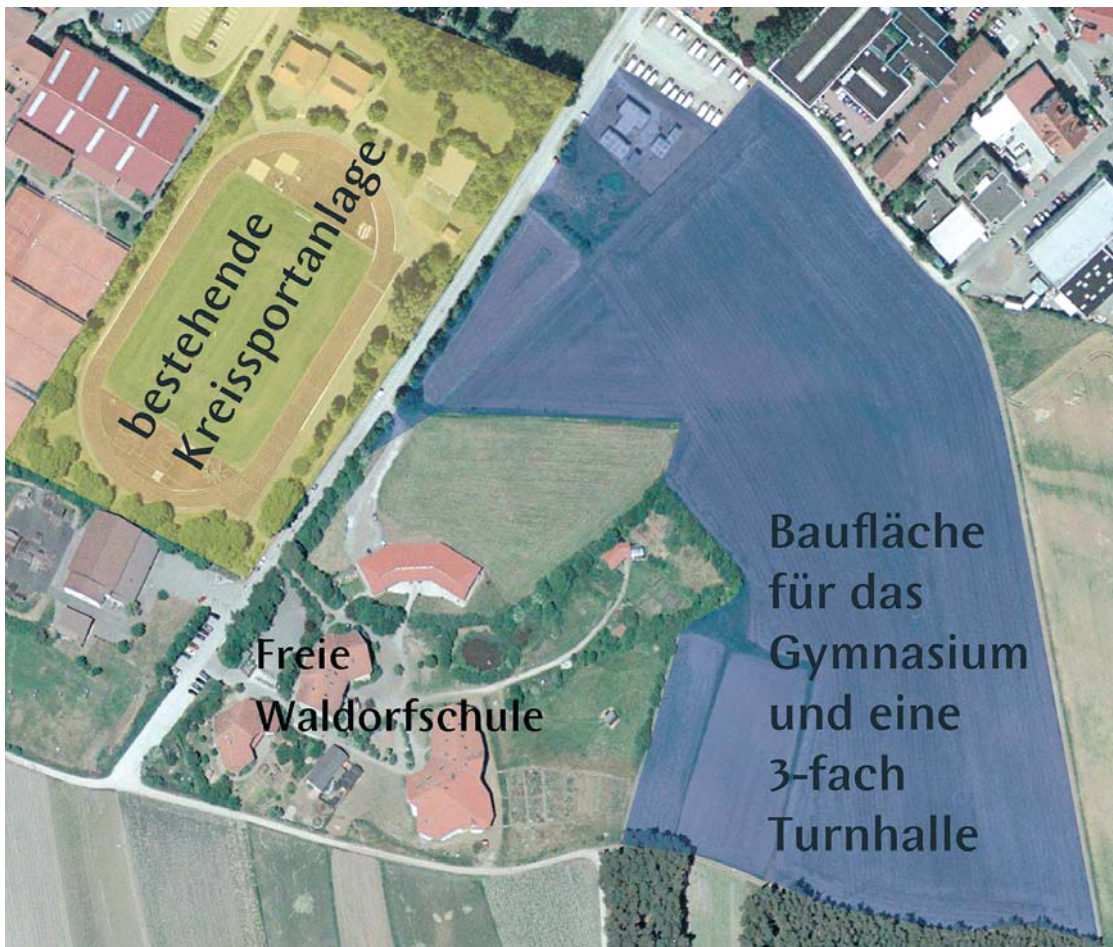 bestehende
Kreissportanlage
Freie
Waldorfschule
Baufläche
für das
Gymnasium
und eine
3-fach
Turnhalle